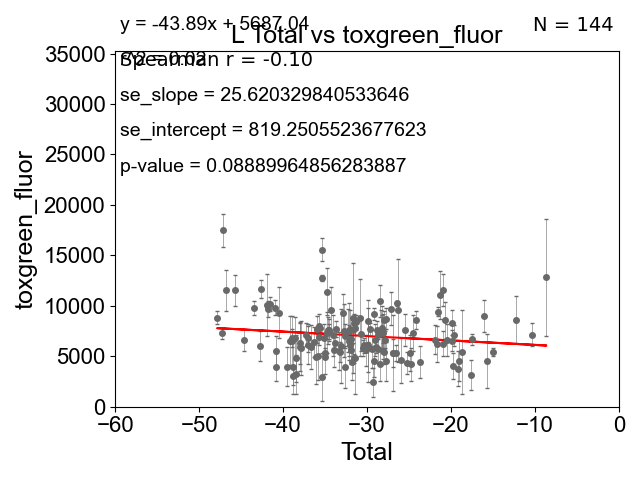 y = -43.89x + 5687.04
N = 144
L Total vs toxgreen_fluor
Spearman r = -0.10
se_slope = 25.620329840533646
se_intercept = 819.2505523677623
p-value = 0.08889964856283887
35000
30000
25000
20000
15000
10000
5000
0
toxgreen_fluor
−60
−50
−40
−30
−20
−10
0
Total